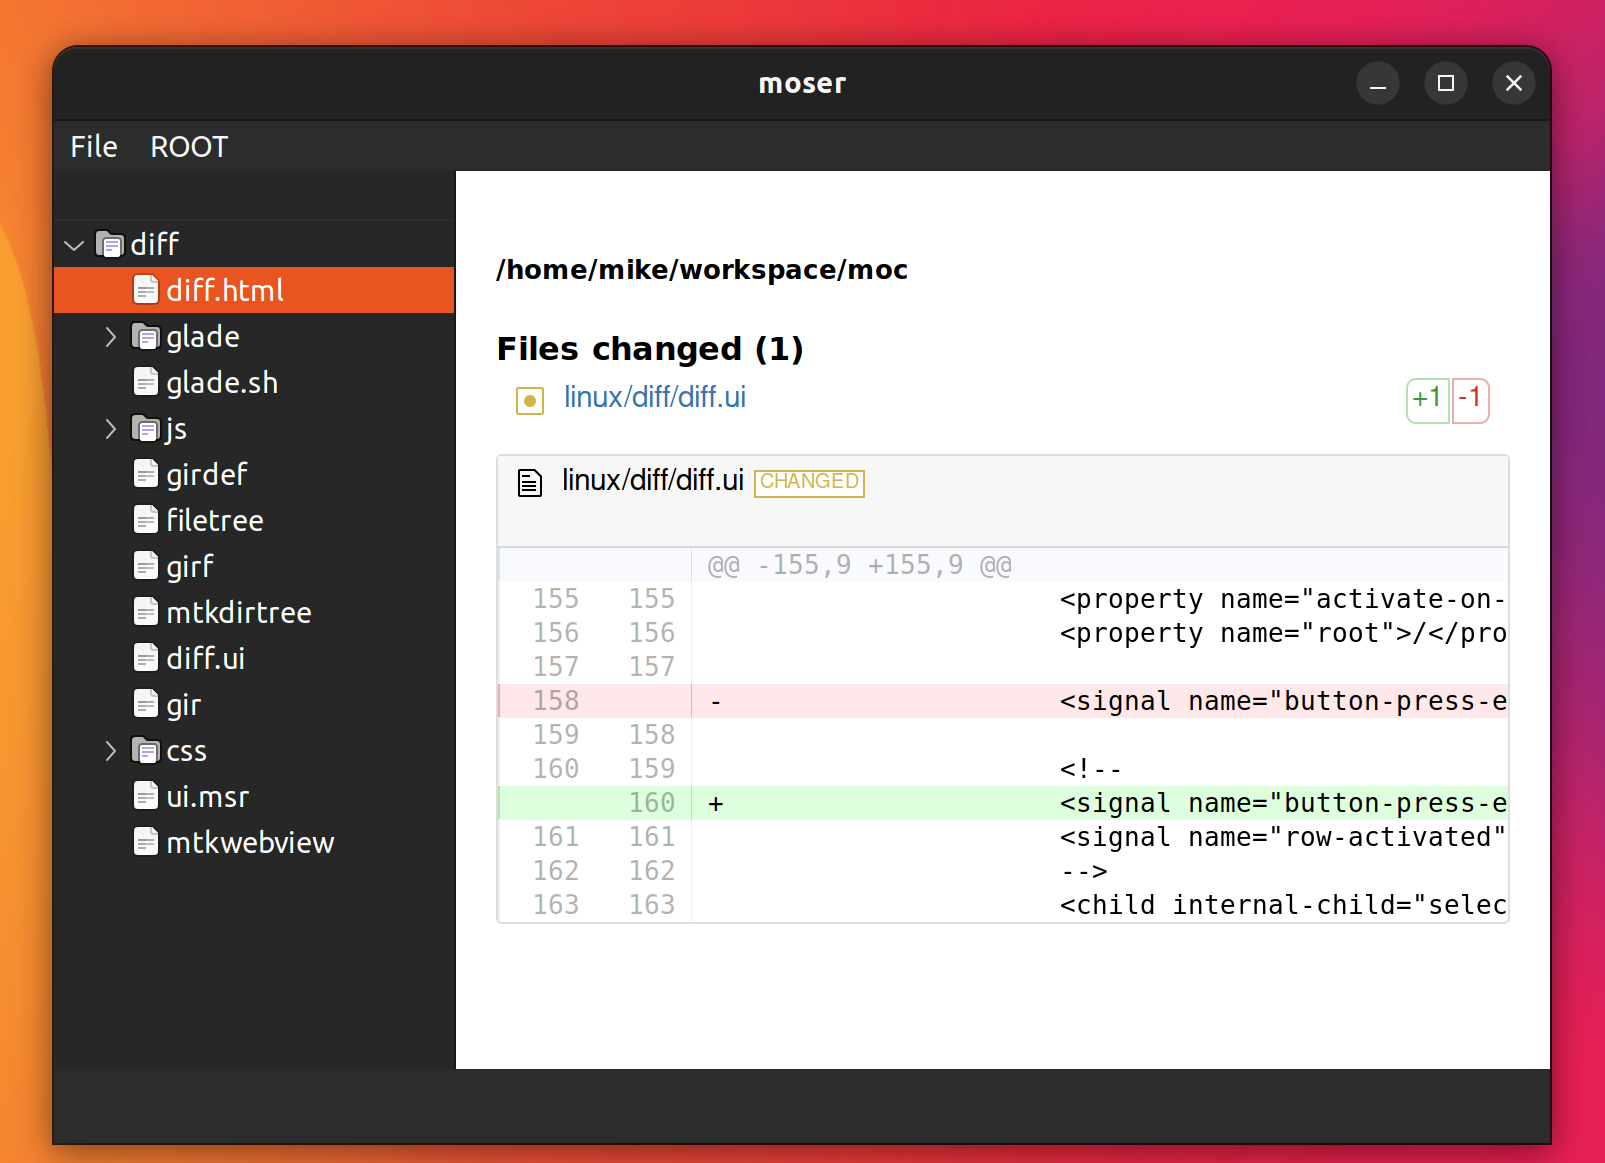 moser
File ROOT
diff
diff.html
glade
glade.sh
js
girdef
filetree
girf
mtkdirtree
diff.ui
gir
css
ui.msr
mtkwebview
/home/mike/workspace/moc
Files changed (1)
linux/diff/diff.ui +1 -1
linux/diff/diff.ui CHANGED
@@ -155,9 +155,9 @@
155 155 <property name="activate-on-
156 156 <property name="root">/</pro
157 157
158 - <signal name="button-press-e
159 158
160 159 <!--
160 + <signal name="button-press-e
161 161 <signal name="row-activated"
162 162 -->
163 163 <child internal-child="selec